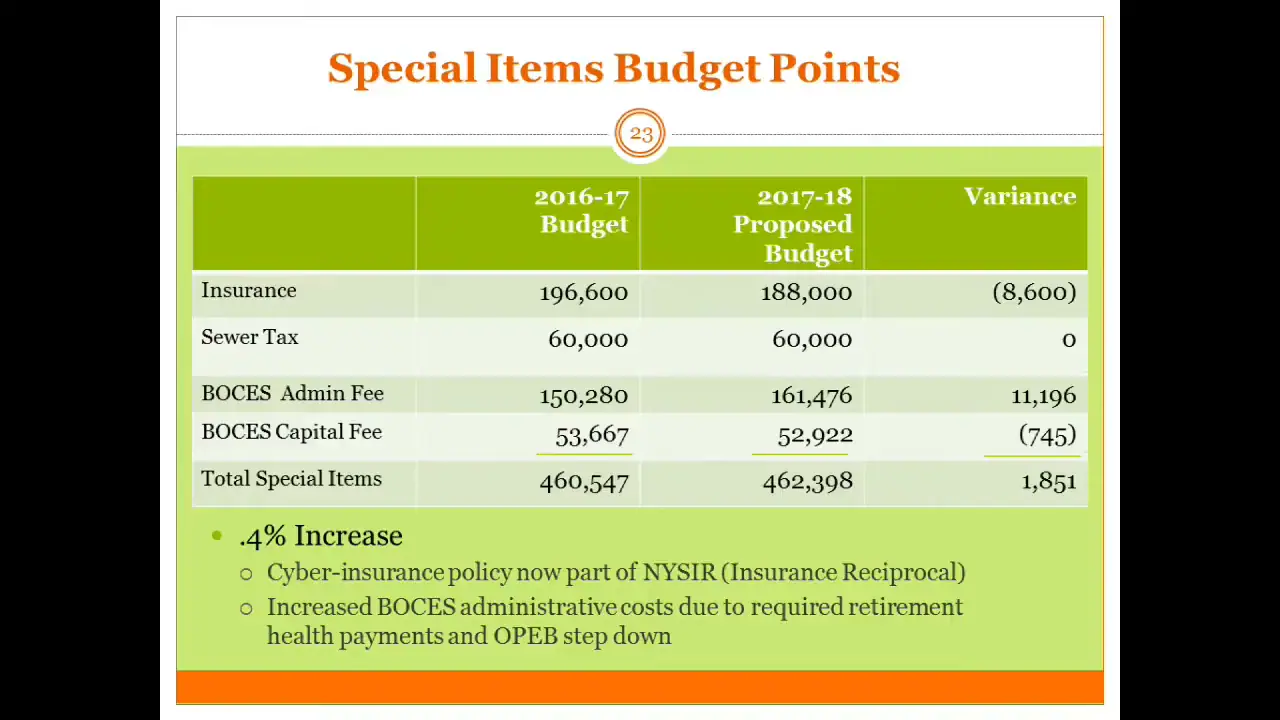 Special Items Budget Points
23
2016-17 Budget 2017-18 Proposed Budget Variance
Insurance 196,600 188,000 (8,600)
Sewer Tax 60,000 60,000 0
BOCES Admin Fee 150,280 161,476 11,196
BOCES Capital Fee 53,667 52,922 (745)
Total Special Items 460,547 462,398 1,851
• .4% Increase
○ Cyber-insurance policy now part of NYSIR (Insurance Reciprocal)
○ Increased BOCES administrative costs due to required retirement
health payments and OPEB step down